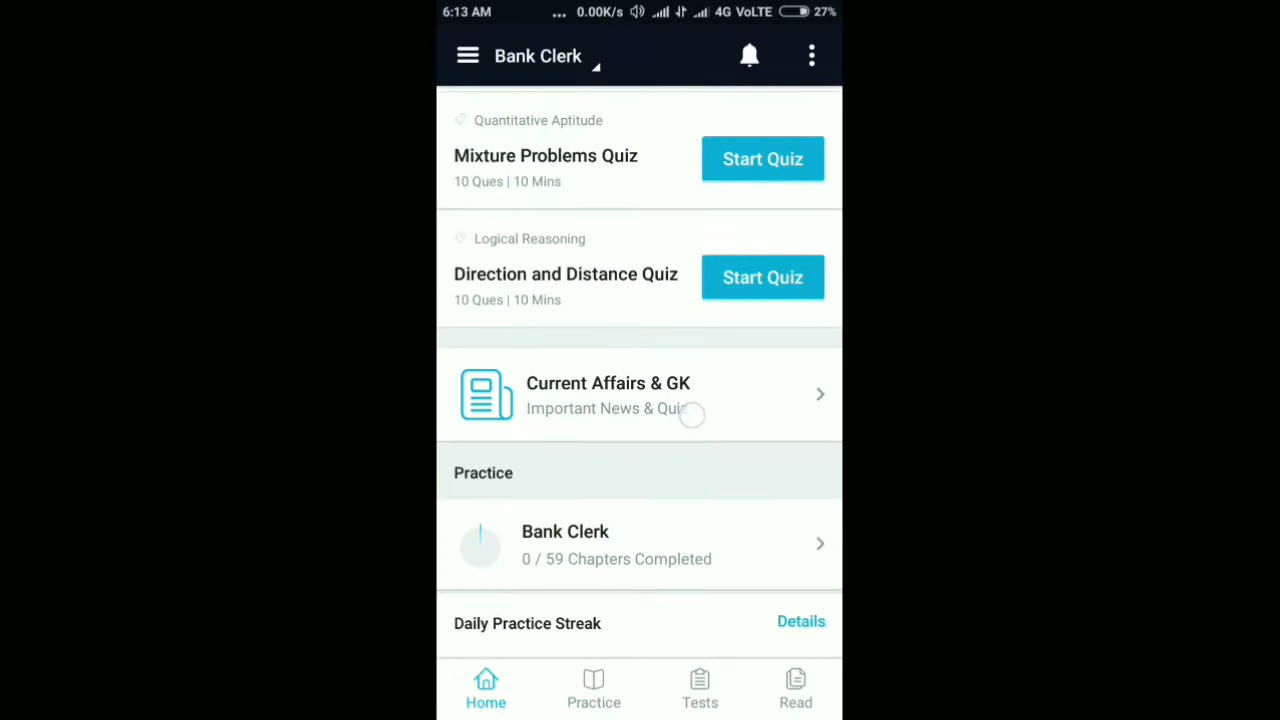 6:13 AM ... 0.00K/s 4G VoLTE 27%
Bank Clerk
Quantitative Aptitude
Mixture Problems Quiz
Start Quiz
10 Ques | 10 Mins
Logical Reasoning
Direction and Distance Quiz
Start Quiz
10 Ques | 10 Mins
Current Affairs & GK
Important News & Quiz
Practice
Bank Clerk
0 / 59 Chapters Completed
Daily Practice Streak
Details
Home Practice Tests Read